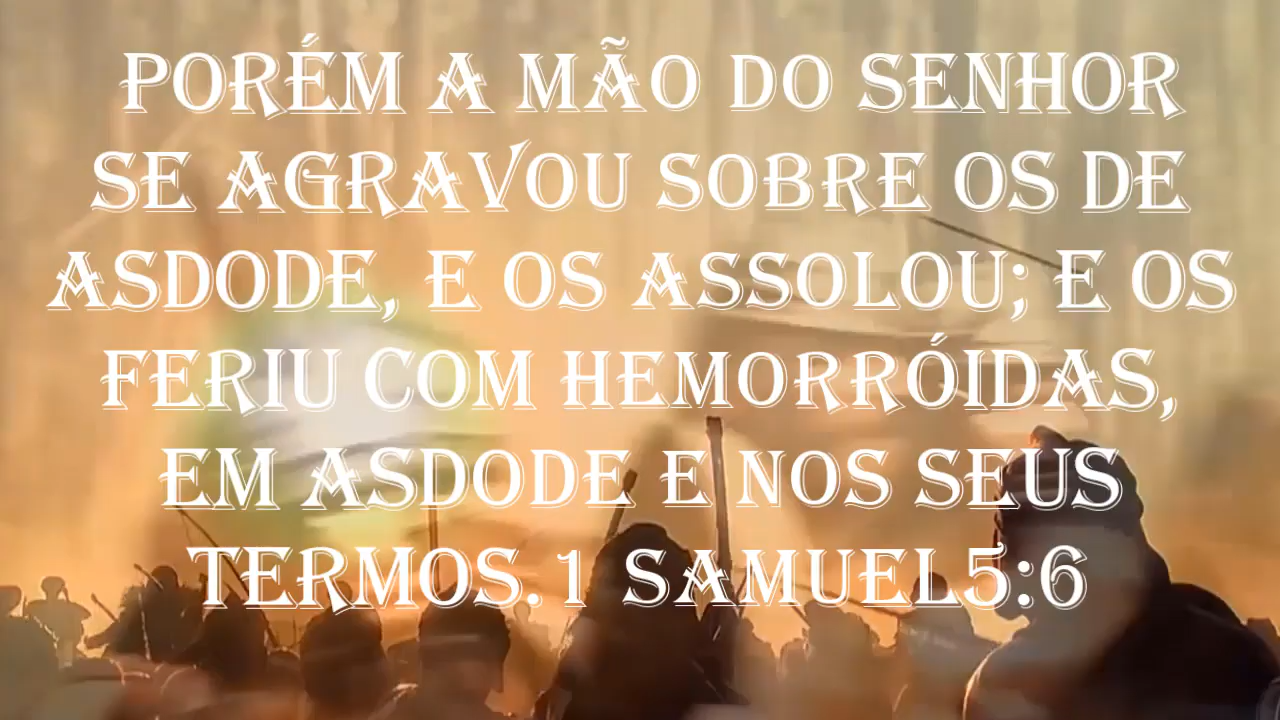 PORÉM A MÃO DO SENHOR
SE AGRAVOU SOBRE OS DE
ASDODE, E OS ASSOLOU; E OS
FERIU COM HEMORRÓIDAS,
EM ASDODE E NOS SEUS
TERMOS.1 SAMUEL5:6